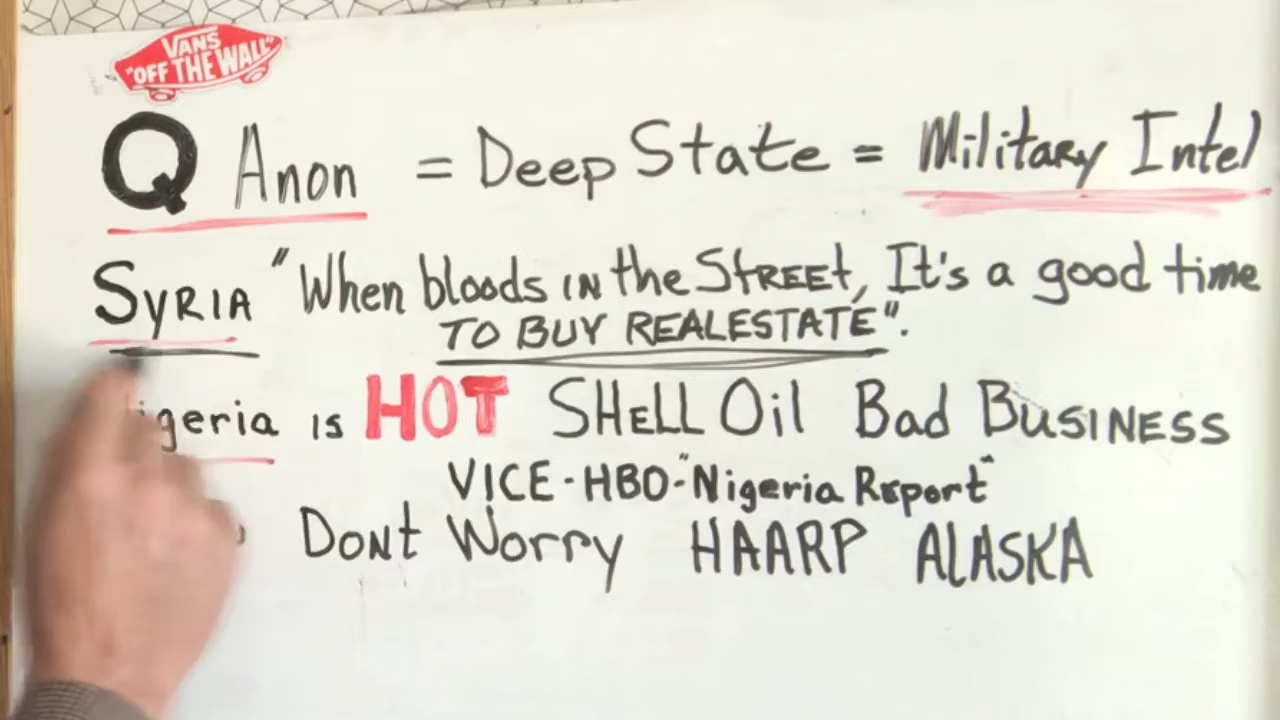 VANS
"OFF THE WALL"
Q Anon = Deep State = Military Intel
SYRIA "When bloods IN the STREET, It's a good time
TO BUY REALESTATE".
igeria is HOT SHELL Oil Bad BUSINESS
VICE-HBO-"Nigeria Report"
Dont Worry HAARP ALASKA